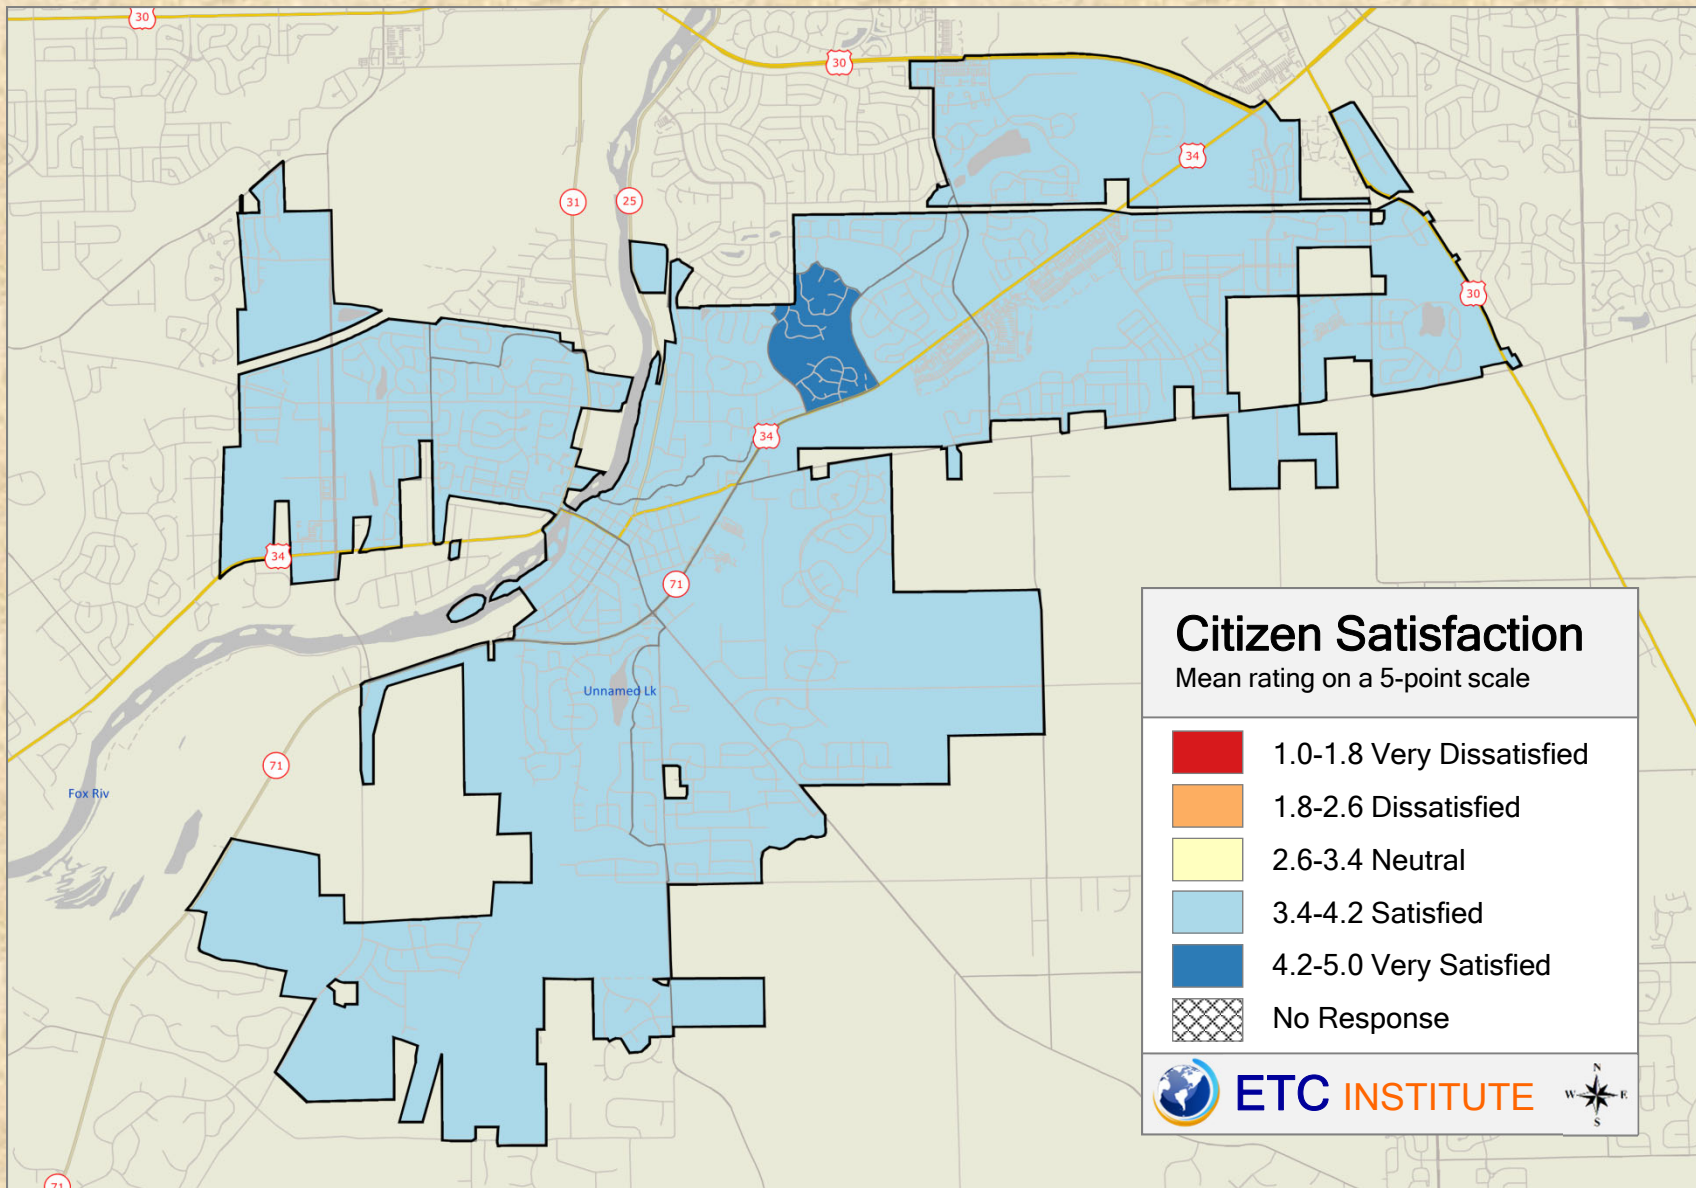 30
30
34
31
25
30
34
34
71
Unnamed Lk
71
Fox Riv
71
Citizen Satisfaction
Mean rating on a 5-point scale
1.0-1.8 Very Dissatisfied
1.8-2.6 Dissatisfied
2.6-3.4 Neutral
3.4-4.2 Satisfied
4.2-5.0 Very Satisfied
No Response
ETC INSTITUTE
N
W E
S